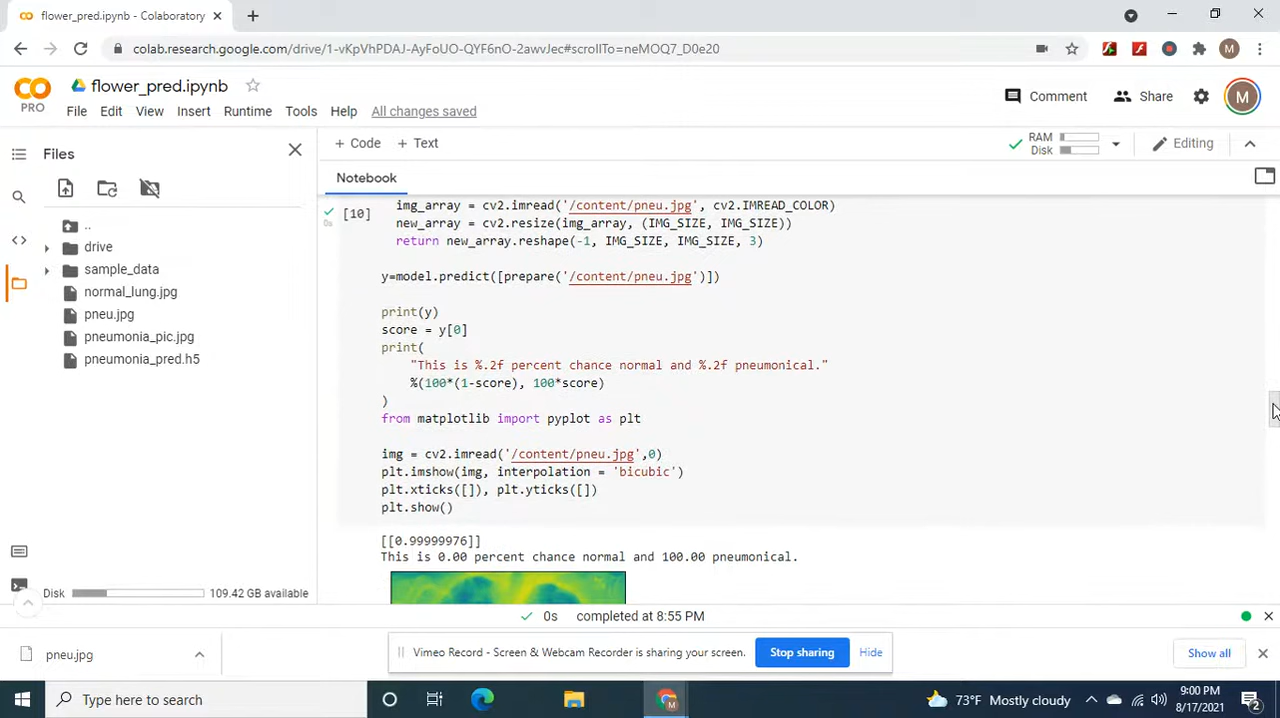 flower_pred.ipynb - Colaboratory
colab.research.google.com/drive/1-vKpVhPDAJ-AyFoUO-QYF6nO-2awvJec#scrollTo=neMOQ7_D0e20
M
PRO
flower_pred.ipynb
File Edit View Insert Runtime Tools Help All changes saved
Comment Share M
Files
+ Code + Text
RAM
Disk
Editing
Notebook
..
drive
sample_data
normal_lung.jpg
pneu.jpg
pneumonia_pic.jpg
pneumonia_pred.h5
Disk 109.42 GB available
[10]
0s
img_array = cv2.imread('/content/pneu.jpg', cv2.IMREAD_COLOR)
new_array = cv2.resize(img_array, (IMG_SIZE, IMG_SIZE))
return new_array.reshape(-1, IMG_SIZE, IMG_SIZE, 3)
y=model.predict([prepare('/content/pneu.jpg')])
print(y)
score = y[0]
print(
"This is %.2f percent chance normal and %.2f pneumonical."
%(100*(1-score), 100*score)
)
from matplotlib import pyplot as plt
img = cv2.imread('/content/pneu.jpg',0)
plt.imshow(img, interpolation = 'bicubic')
plt.xticks([]), plt.yticks([])
plt.show()
[[0.99999976]]
This is 0.00 percent chance normal and 100.00 pneumonical.
0s completed at 8:55 PM
pneu.jpg
Vimeo Record - Screen & Webcam Recorder is sharing your screen.
Stop sharing
Hide
Show all
Type here to search
M
73°F Mostly cloudy
9:00 PM
8/17/2021
2